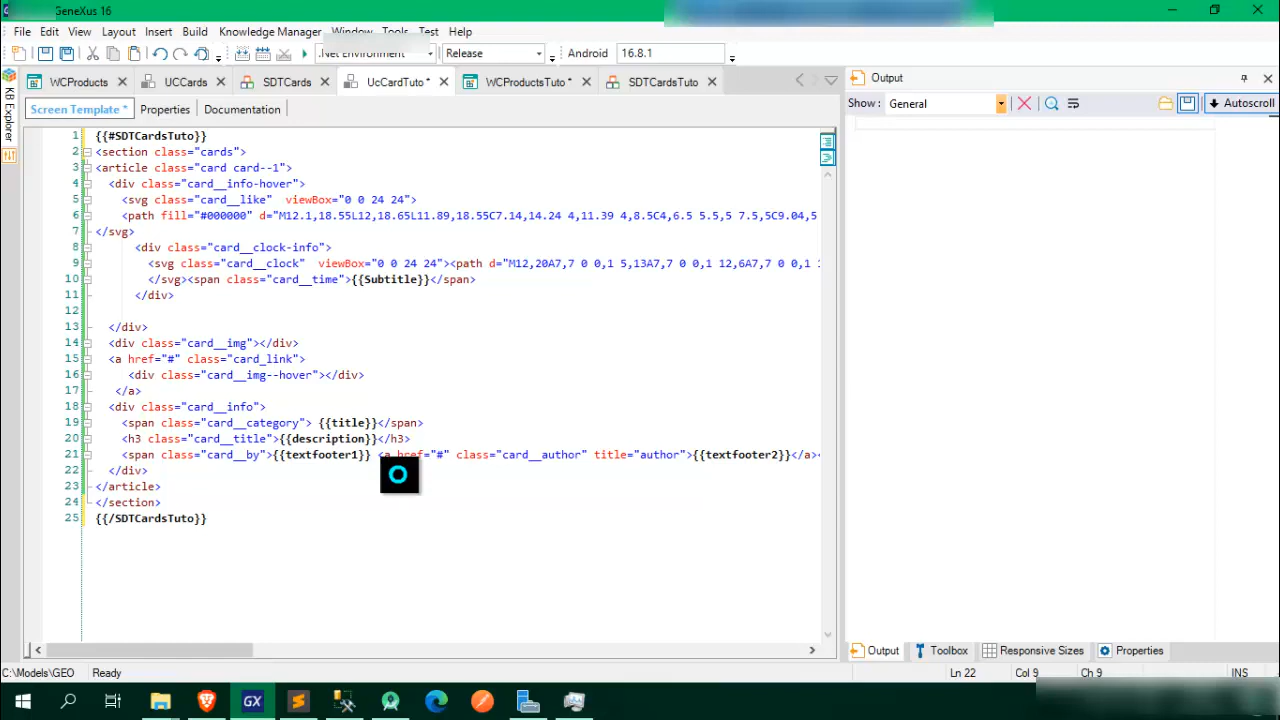 GX GeneXus 16
File Edit View Layout Insert Build Knowledge Manager Window Tools Test Help
.Net Environment Release Android 16.8.1
WCProducts UCCards SDTCards UcCardTuto * WCProductsTuto * SDTCardsTuto Output
KB Explorer
Screen Template * Properties Documentation
Show: General Autoscroll
1 {{#SDTCardsTuto}}
2 <section class="cards">
3 <article class="card card--1">
4 <div class="card__info-hover">
5 <svg class="card__like" viewBox="0 0 24 24">
6 <path fill="#000000" d="M12.1,18.55L12,18.65L11.89,18.55C7.14,14.24 4,11.39 4,8.5C4,6.5 5.5,5 7.5,5C9.04,5
7 </svg>
8 <div class="card__clock-info">
9 <svg class="card__clock" viewBox="0 0 24 24"><path d="M12,20A7,7 0 0,1 5,13A7,7 0 0,1 12,6A7,7 0 0,1 1
10 </svg><span class="card__time">{{Subtitle}}</span>
11 </div>
12
13 </div>
14 <div class="card__img"></div>
15 <a href="#" class="card_link">
16 <div class="card__img--hover"></div>
17 </a>
18 <div class="card__info">
19 <span class="card__category"> {{title}}</span>
20 <h3 class="card__title">{{description}}</h3>
21 <span class="card__by">{{textfooter1}} <a href="#" class="card__author" title="author">{{textfooter2}}</a><
22 </div>
23 </article>
24 </section>
25 {{/SDTCardsTuto}}
Output Toolbox Responsive Sizes Properties
C:\Models\GEO Ready Ln 22 Col 9 Ch 9 INS
GX